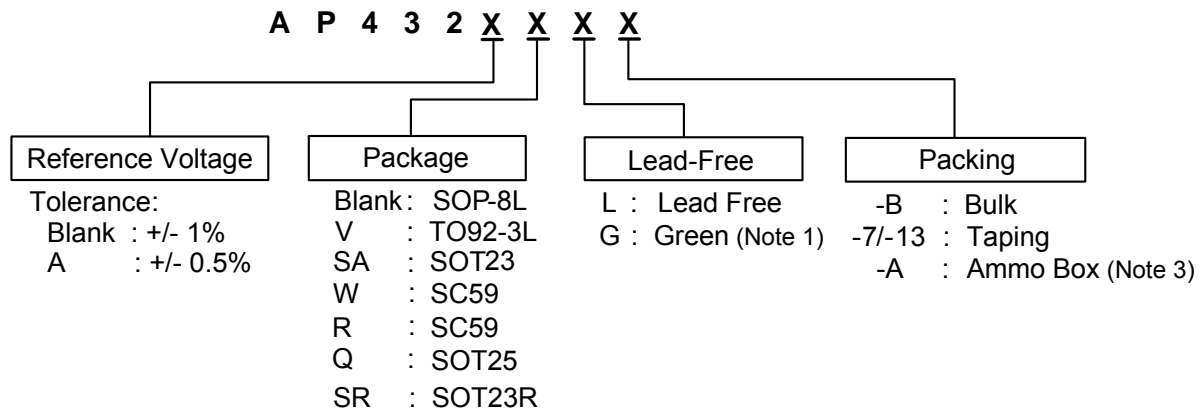 A P 4 3 2 X X X X
Reference Voltage
Tolerance:
Blank : +/- 1%
A : +/- 0.5%
Package
Blank : SOP-8L
V : TO92-3L
SA : SOT23
W : SC59
R : SC59
Q : SOT25
SR : SOT23R
Lead-Free
L : Lead Free
G : Green (Note 1)
Packing
-B : Bulk
-7/-13 : Taping
-A : Ammo Box (Note 3)